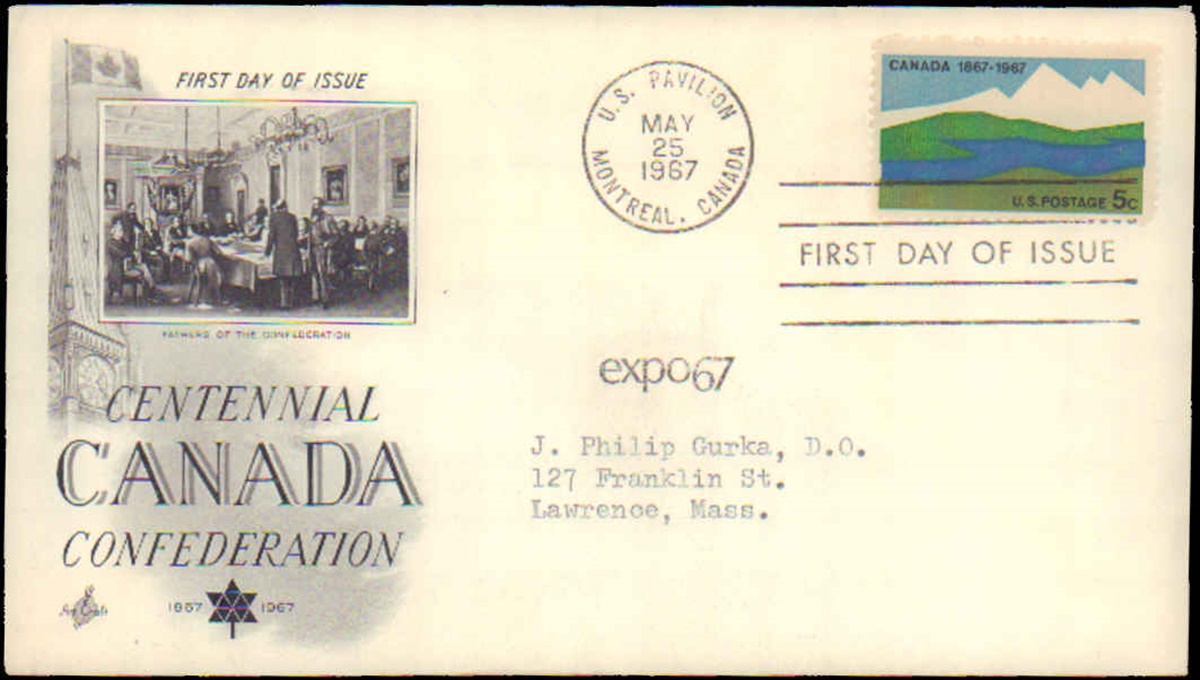 FIRST DAY OF ISSUE
FATHERS OF THE CONFEDERATION
CENTENNIAL
CANADA
CONFEDERATION
1867 1967
U.S. PAVILION
MAY
25
1967
MONTREAL, CANADA
CANADA 1867-1967
U.S. POSTAGE 5c
FIRST DAY OF ISSUE
expo67
J. Philip Gurka, D.O.
127 Franklin St.
Lawrence, Mass.